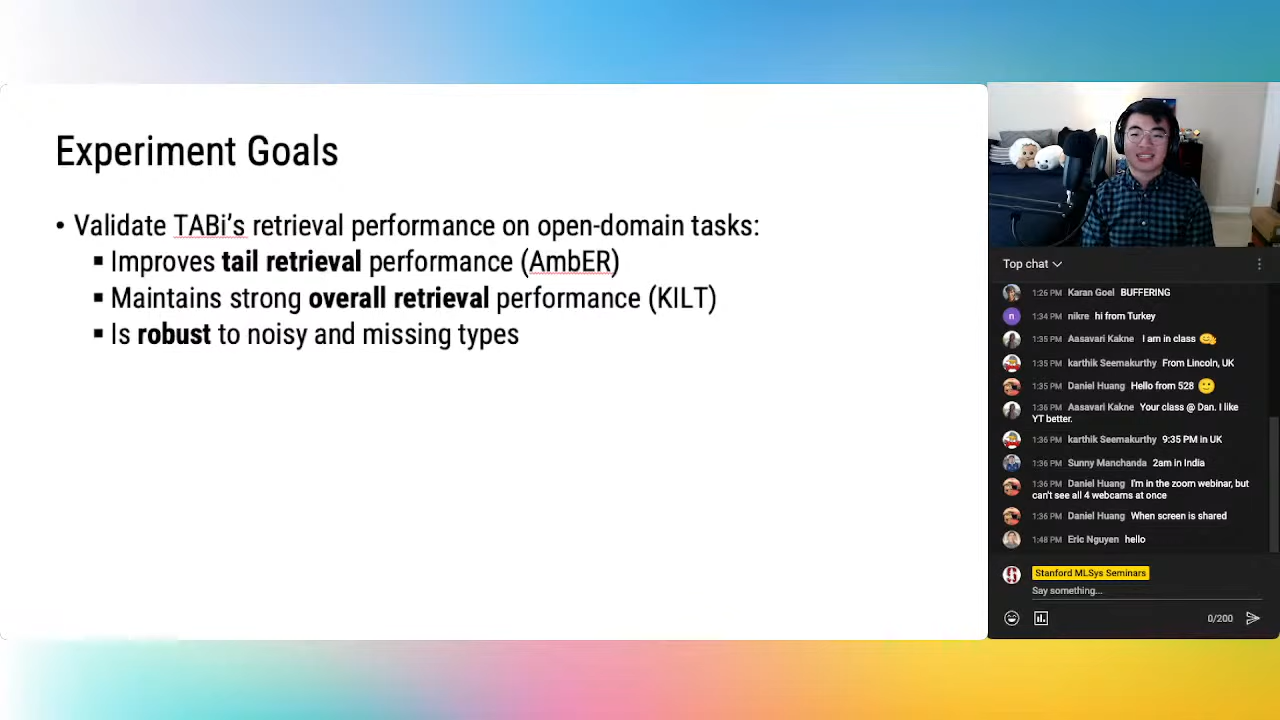 Experiment Goals
• Validate TABi's retrieval performance on open-domain tasks:
▪ Improves tail retrieval performance (AmbER)
▪ Maintains strong overall retrieval performance (KILT)
▪ Is robust to noisy and missing types
Top chat
1:26 PM Karan Goel BUFFERING
n
1:34 PM nikre hi from Turkey
1:35 PM Aasavari Kakne I am in class 🤗
1:35 PM karthik Seemakurthy From Lincoln, UK
1:35 PM Daniel Huang Hello from 528 🙂
1:36 PM Aasavari Kakne Your class @ Dan. I like
YT better.
1:36 PM karthik Seemakurthy 9:35 PM in UK
1:36 PM Sunny Manchanda 2am in India
1:36 PM Daniel Huang I'm in the zoom webinar, but
can't see all 4 webcams at once
1:36 PM Daniel Huang When screen is shared
1:48 PM Eric Nguyen hello
Stanford MLSys Seminars
Say something...
0/200